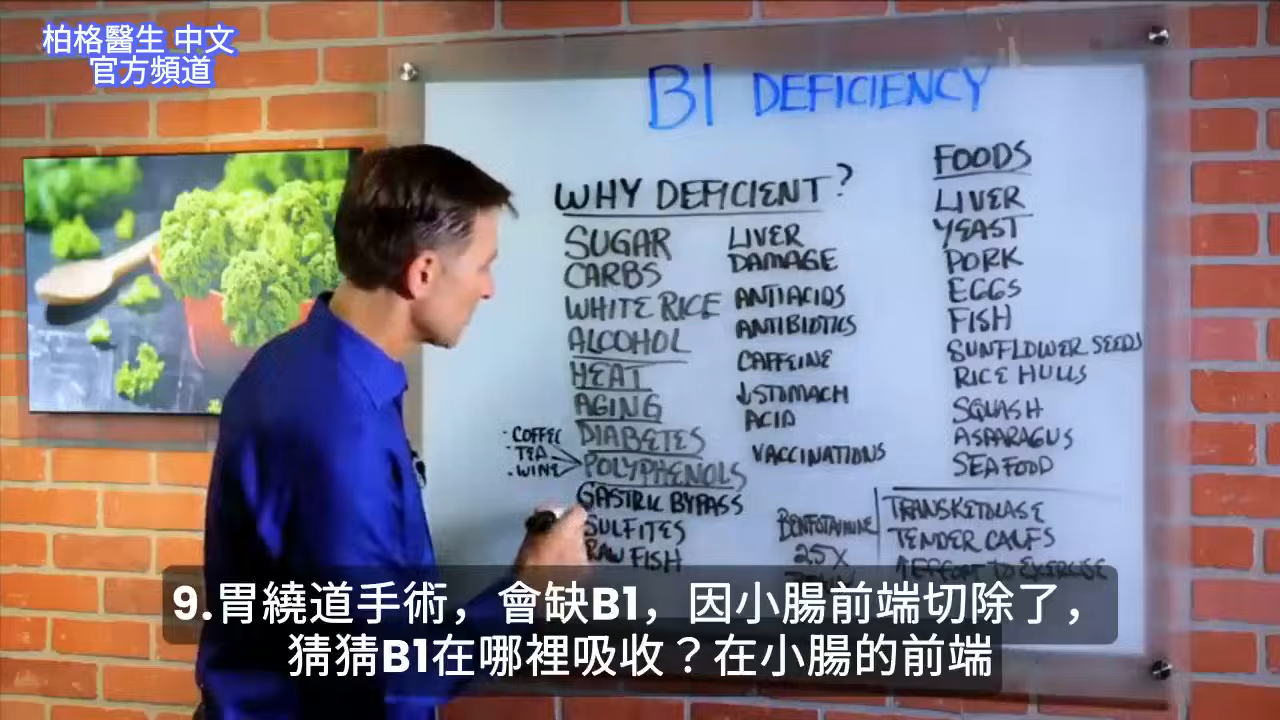 柏格醫生 中文
官方頻道
B1 DEFICIENCY
WHY DEFICIENT?
SUGAR
CARBS
WHITE RICE
ALCOHOL
HEAT
AGING
DIABETES
POLYPHENOLS
· COFFEE
· TEA
· WINE
GASTRIC BYPASS
SULFITES
RAW FISH
LIVER
DAMAGE
ANTIACIDS
ANTIBIOTICS
CAFFEINE
↓STOMACH
ACID
VACCINATIONS
BENFOTAMINE
25X
FOODS
LIVER
YEAST
PORK
EGGS
FISH
SUNFLOWER SEEDS
RICE HULLS
SQUASH
ASPARAGUS
SEAFOOD
TRANSKETOLASE
TENDER CALFS
EFFORT TO EXERCISE
9.胃繞道手術，會缺B1，因小腸前端切除了，
猜猜B1在哪裡吸收？在小腸的前端